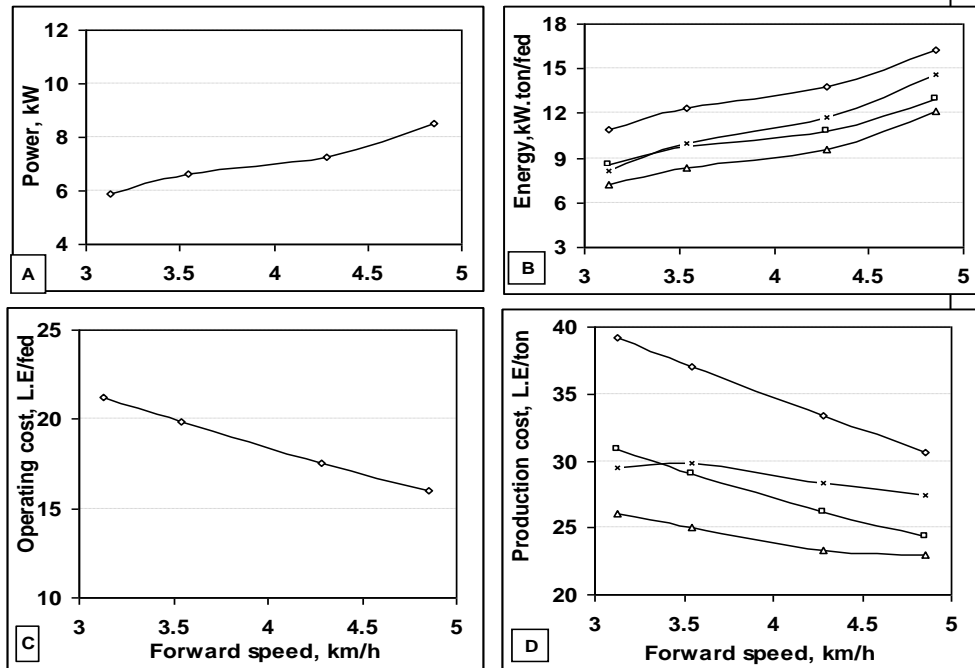 Power, kW
12
10
8
6
4
3 3.5 4 4.5 5
A
Energy,kW.ton/fed
18
15
12
9
6
3
3 3.5 4 4.5 5
B
Operating cost, L.E/fed
25
20
15
10
3 3.5 4 4.5 5
Forward speed, km/h
C
Production cost, L.E/ton
40
35
30
25
20
3 3.5 4 4.5 5
Forward speed, km/h
D